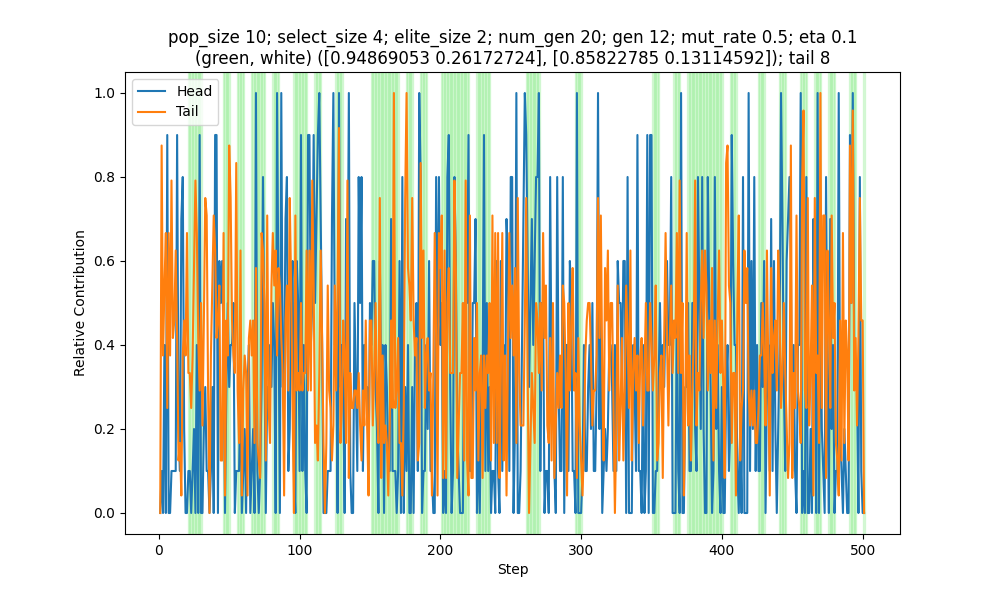 pop_size 10; select_size 4; elite_size 2; num_gen 20; gen 12; mut_rate 0.5; eta 0.1
(green, white) ([0.94869053 0.26172724], [0.85822785 0.13114592]); tail 8
Head
Tail
1.0
0.8
0.6
0.4
0.2
0.0
Relative Contribution
0 100 200 300 400 500
Step